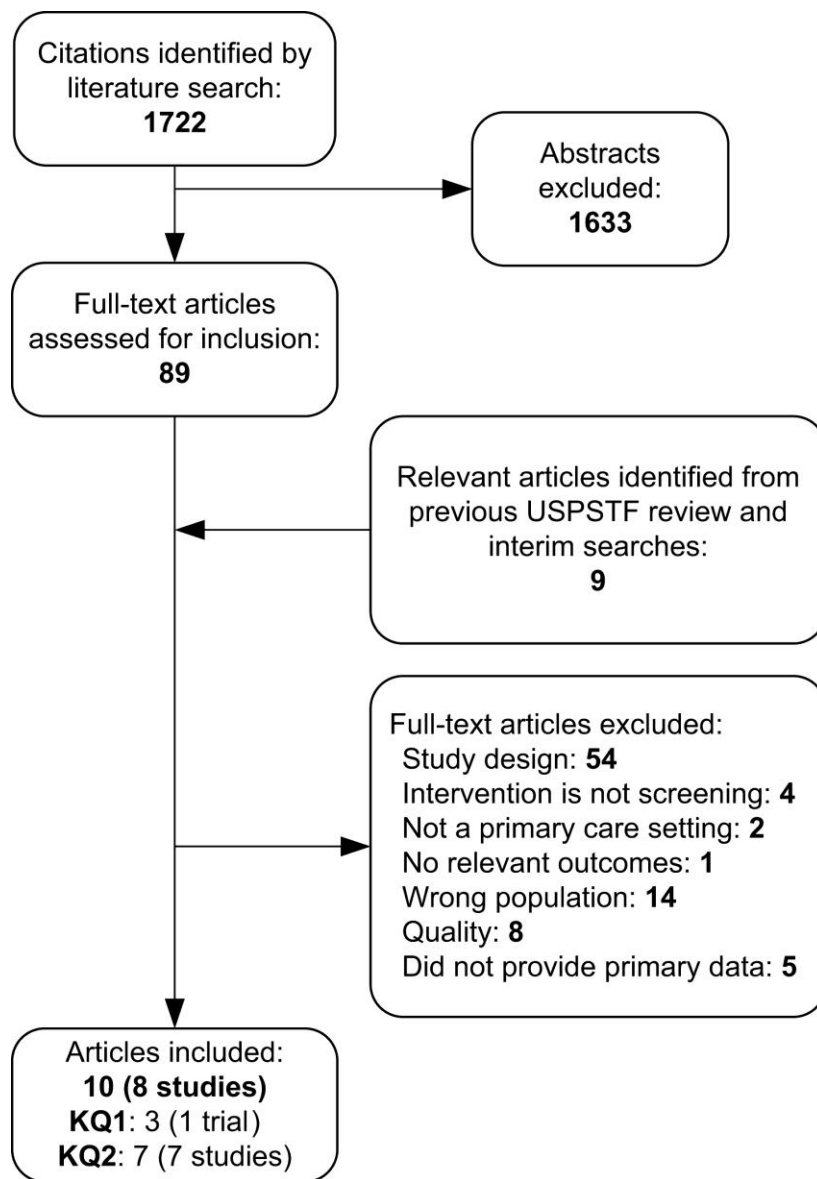 Citations identified by
literature search:
1722
Abstracts
excluded:
1633
Full-text articles
assessed for inclusion:
89
Relevant articles identified from
previous USPSTF review and
interim searches:
9
Full-text articles excluded:
Study design: 54
Intervention is not screening: 4
Not a primary care setting: 2
No relevant outcomes: 1
Wrong population: 14
Quality: 8
Did not provide primary data: 5
Articles included:
10 (8 studies)
KQ1: 3 (1 trial)
KQ2: 7 (7 studies)